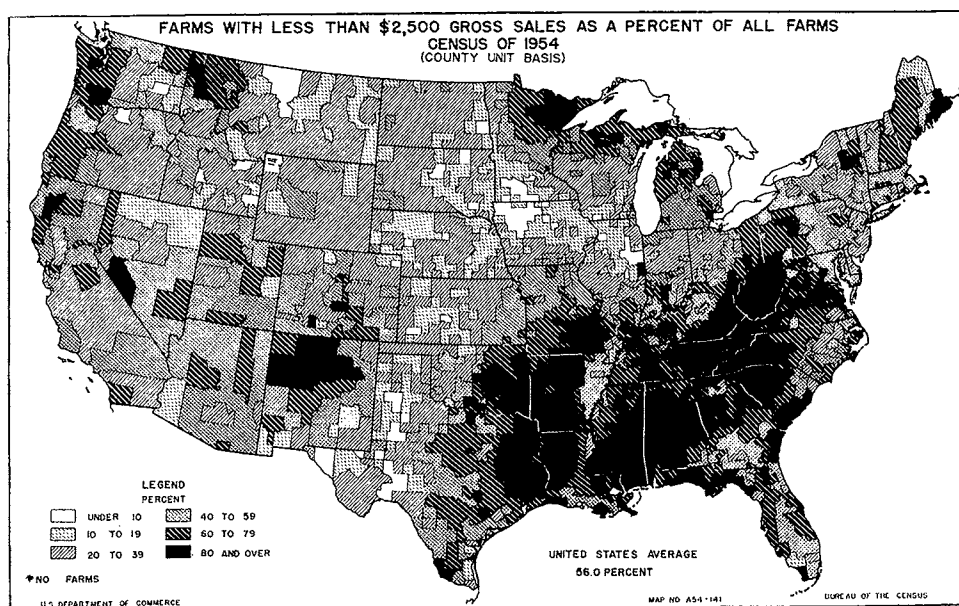 FARMS WITH LESS THAN $2,500 GROSS SALES AS A PERCENT OF ALL FARMS
CENSUS OF 1954
(COUNTY UNIT BASIS)
LEGEND
PERCENT
UNDER 10
10 TO 19
20 TO 39
40 TO 59
60 TO 79
80 AND OVER
* NO FARMS
UNITED STATES AVERAGE
56.0 PERCENT
U.S. DEPARTMENT OF COMMERCE
MAP NO. A54-141
BUREAU OF THE CENSUS